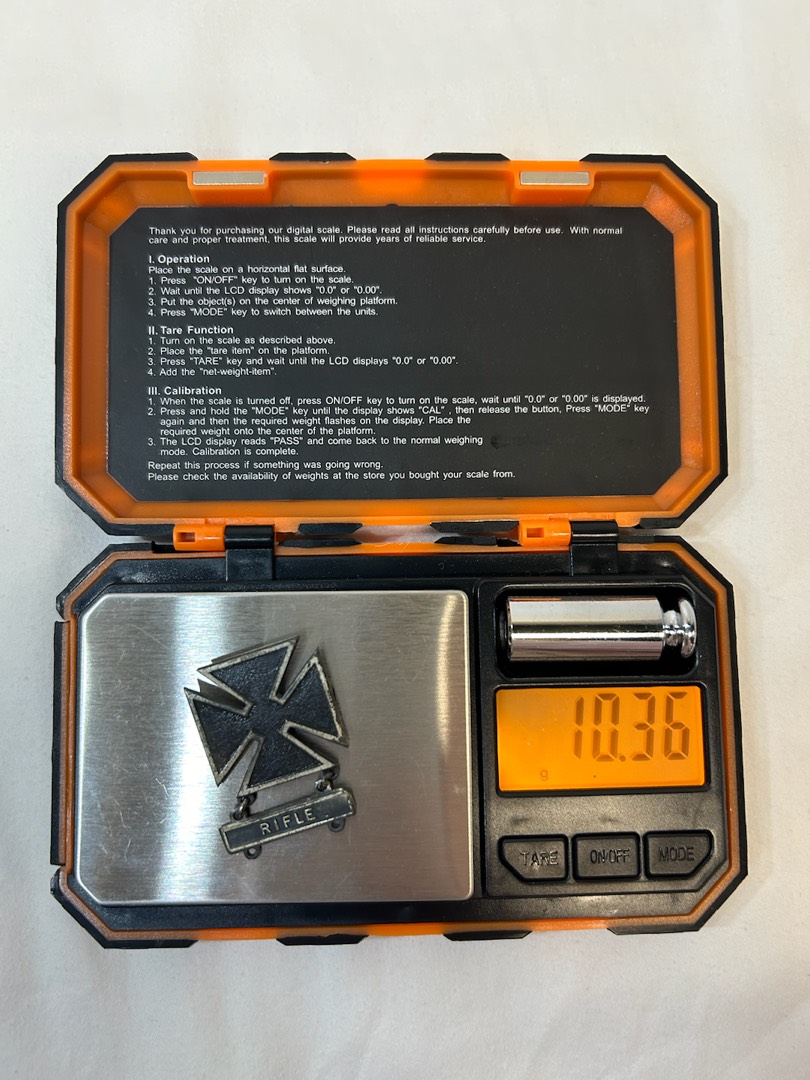 Thank you for purchasing our digital scale. Please read all instructions carefully before use. With normal
care and proper treatment, this scale will provide years of reliable service.
I. Operation
Place the scale on a horizontal flat surface.
1. Press "ON/OFF" key to turn on the scale.
2. Wait until the LCD display shows "0.0" or "0.00".
3. Put the object(s) on the center of weighing platform.
4. Press "MODE" key to switch between the units.
II. Tare Function
1. Turn on the scale as described above.
2. Place the "tare item" on the platform.
3. Press "TARE" key and wait until the LCD displays "0.0" or "0.00".
4. Add the "net-weight-item".
III. Calibration
1. When the scale is turned off, press ON/OFF key to turn on the scale, wait until "0.0" or "0.00" is displayed.
2. Press and hold the "MODE" key until the display shows "CAL" , then release the button, Press "MODE" key
again and then the required weight flashes on the display. Place the
required weight onto the center of the platform.
3. The LCD display reads "PASS" and come back to the normal weighing
mode. Calibration is complete.
Repeat this process if something was going wrong.
Please check the availability of weights at the store you bought your scale from.
10.36
g
RIFLE
TARE ON/OFF MODE